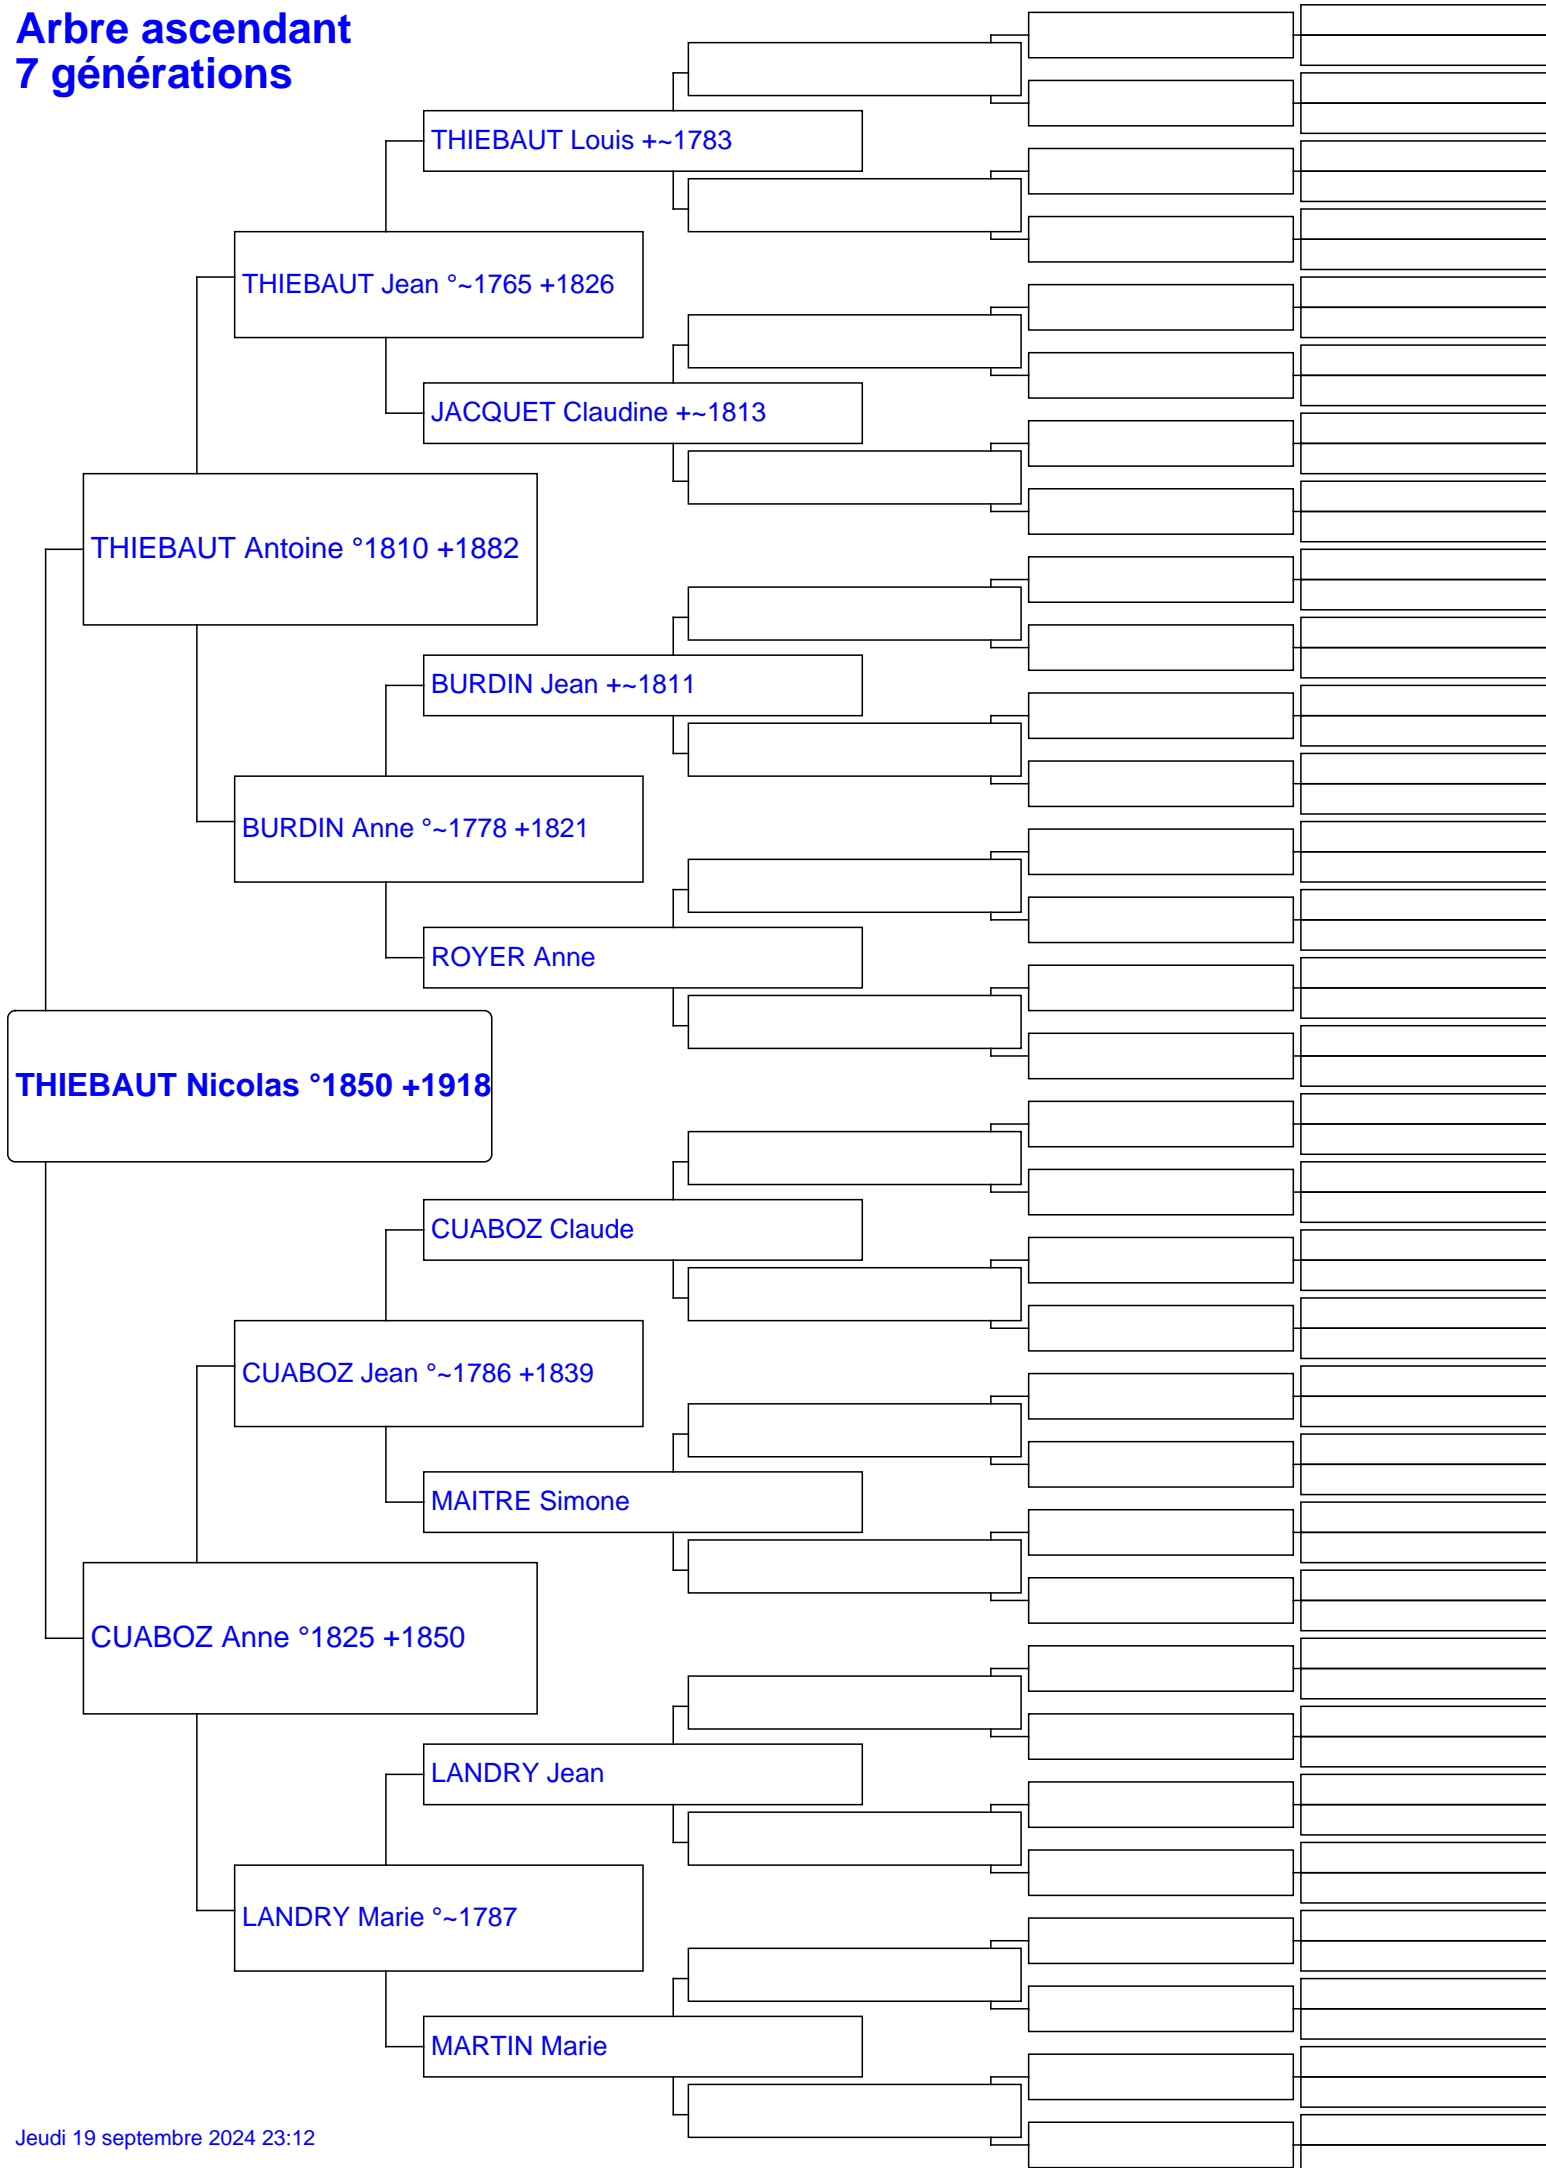 Arbre ascendant
7 générations
THIEBAUT Louis +~1783
THIEBAUT Jean °~1765 +1826
JACQUET Claudine +~1813
THIEBAUT Antoine °1810 +1882
BURDIN Jean +~1811
BURDIN Anne °~1778 +1821
ROYER Anne
THIEBAUT Nicolas °1850 +1918
CUABOZ Claude
CUABOZ Jean °~1786 +1839
MAITRE Simone
CUABOZ Anne °1825 +1850
LANDRY Jean
LANDRY Marie °~1787
MARTIN Marie
Jeudi 19 septembre 2024 23:12